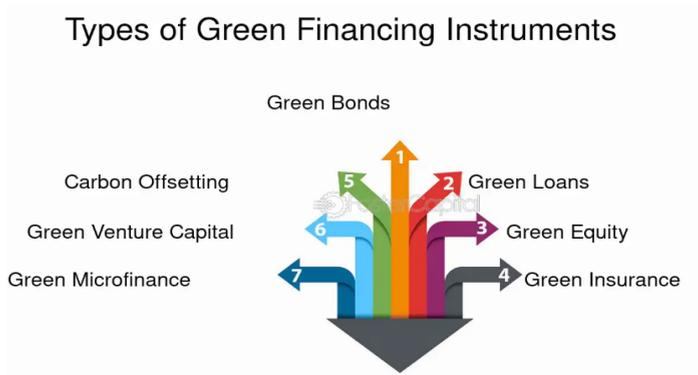 Types of Green Financing Instruments
Green Bonds
1
Carbon Offsetting
5
2
Green Loans
FasterCapital
Green Venture Capital
6
3
Green Equity
Green Microfinance
7
4
Green Insurance